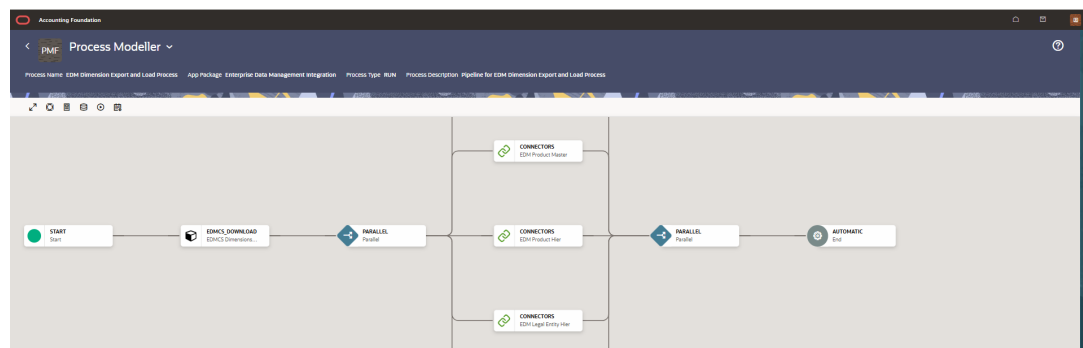 Accounting Foundation
PMF Process Modeller
Process Name EDM Dimension Export and Load Process App Package Enterprise Data Management Integration Process Type RUN Process Description Pipeline for EDM Dimension Export and Load Process
CONNECTORS
EDM Product Master
START
Start
EDMCS_DOWNLOAD
EDMCS Dimensions...
PARALLEL
Parallel
CONNECTORS
EDM Product Hier
PARALLEL
Parallel
AUTOMATIC
End
CONNECTORS
EDM Legal Entity Hier